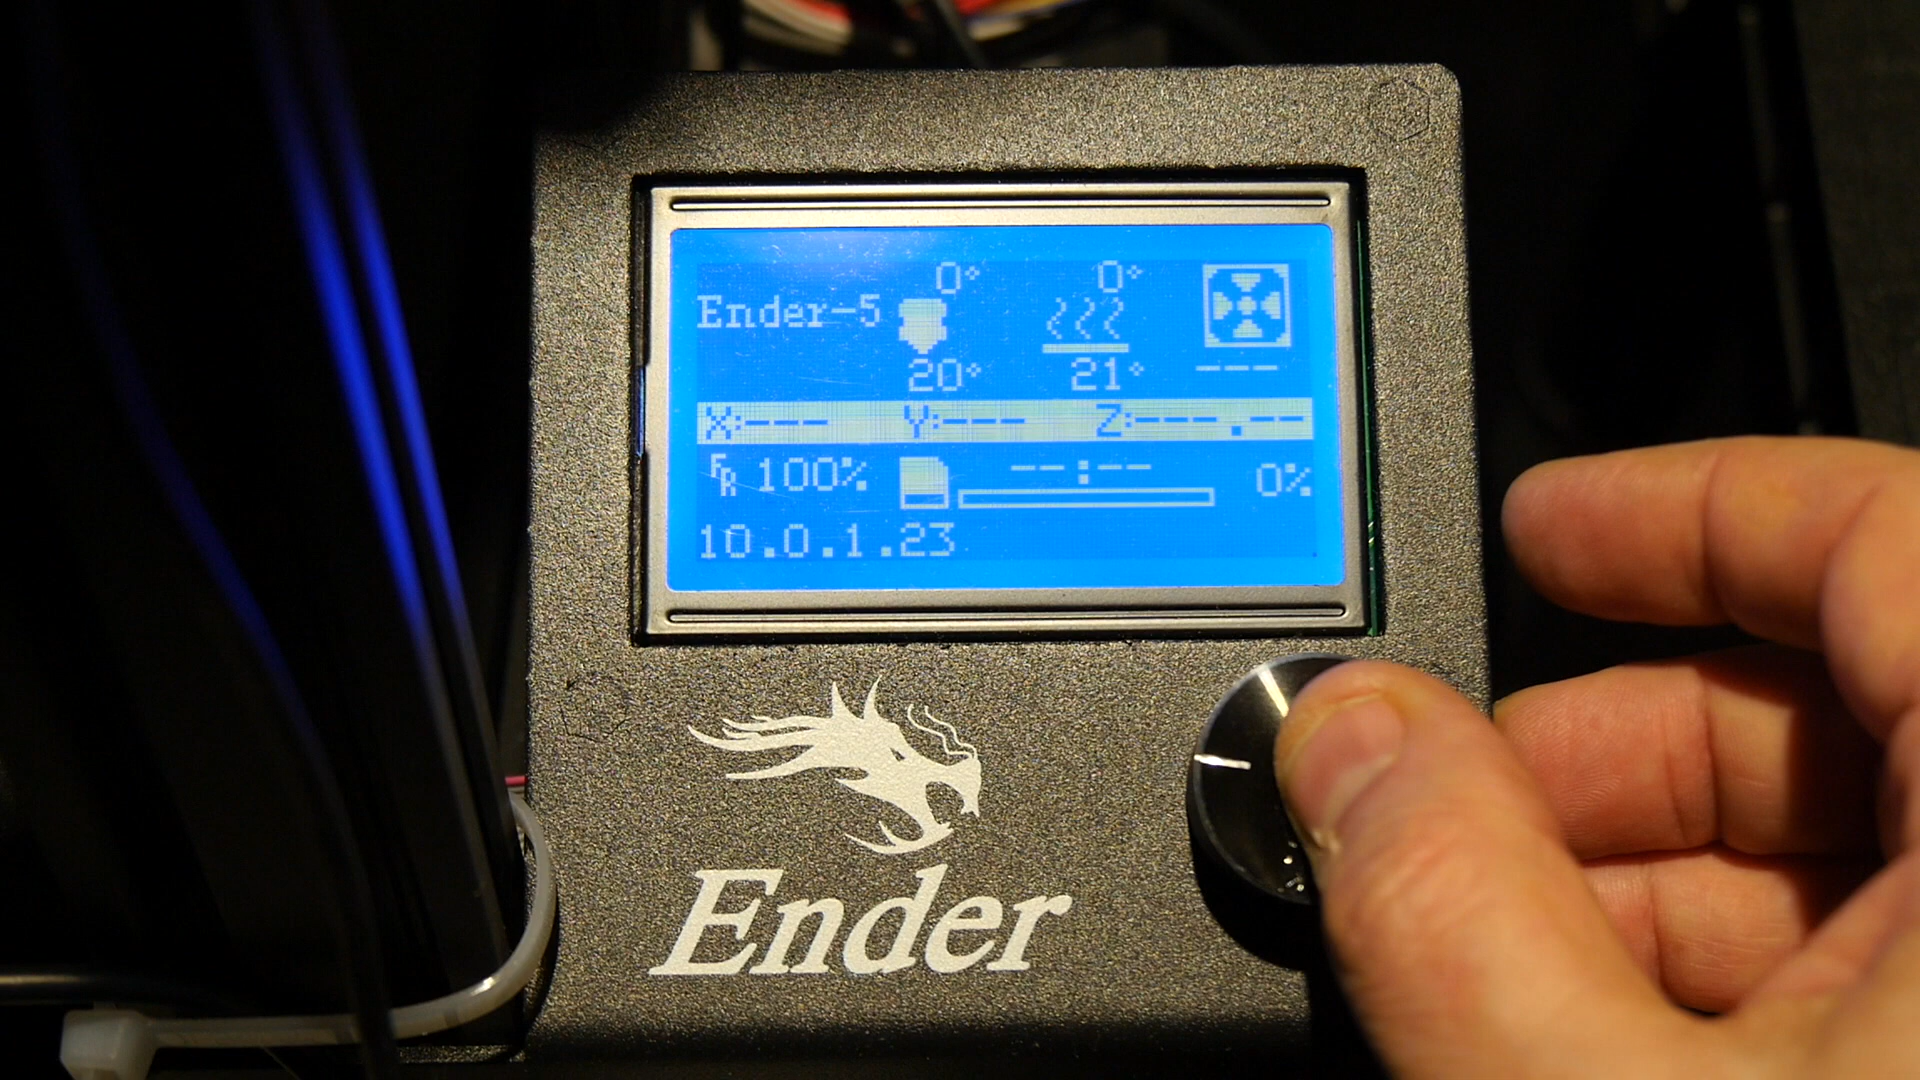 0° 0°
Ender-5
20° 21° ---
X:--- Y:--- Z:---.--
FR 100% --:-- 0%
10.0.1.23
Ender